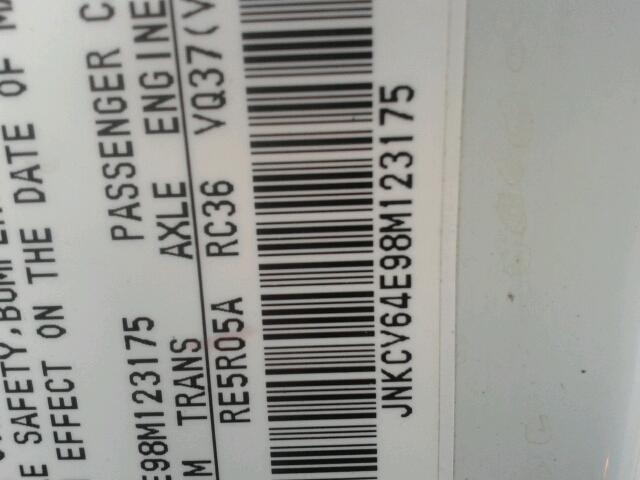 SAFETY, BUMPER
EFFECT ON THE DATE OF
E98M123175 PASSENGER C
M TRANS AXLE ENGINE
RE5R05A RC36 VQ37(V
JNKCV64E98M123175